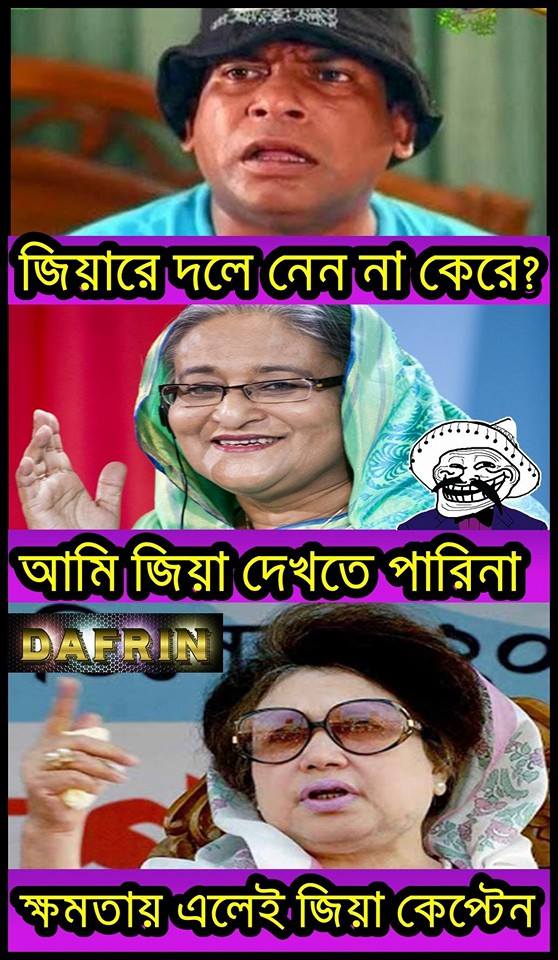 জিয়ারে দলে নেন না কেরে?
আমি জিয়া দেখতে পারিনা
DAFRIN
ক্ষমতায় এলেই জিয়া কেপ্টেন